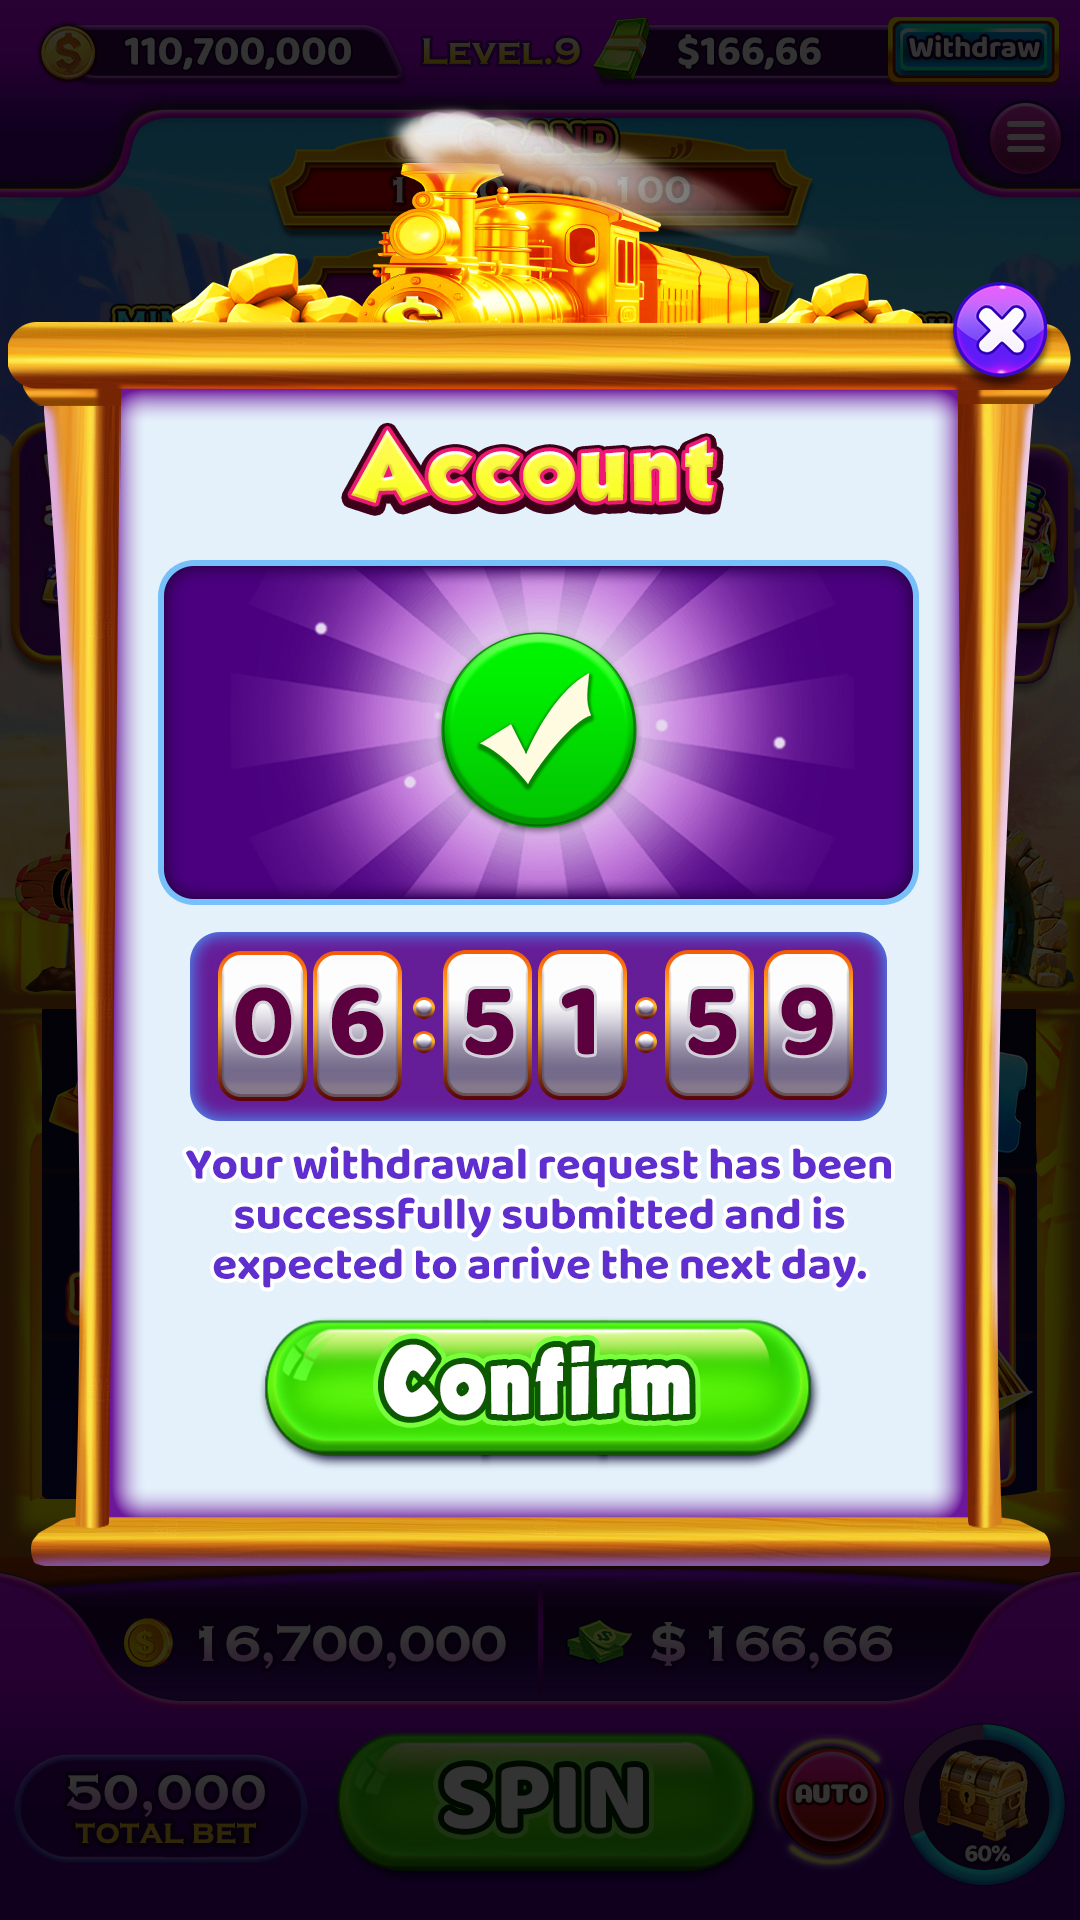 110,700,000
LEVEL.9
$166,66
Withdraw
GRAND
Account
06:51:59
Your withdrawal request has been
successfully submitted and is
expected to arrive the next day.
Confirm
16,700,000
$ 166,66
50,000
TOTAL BET
SPIN
AUTO
60%